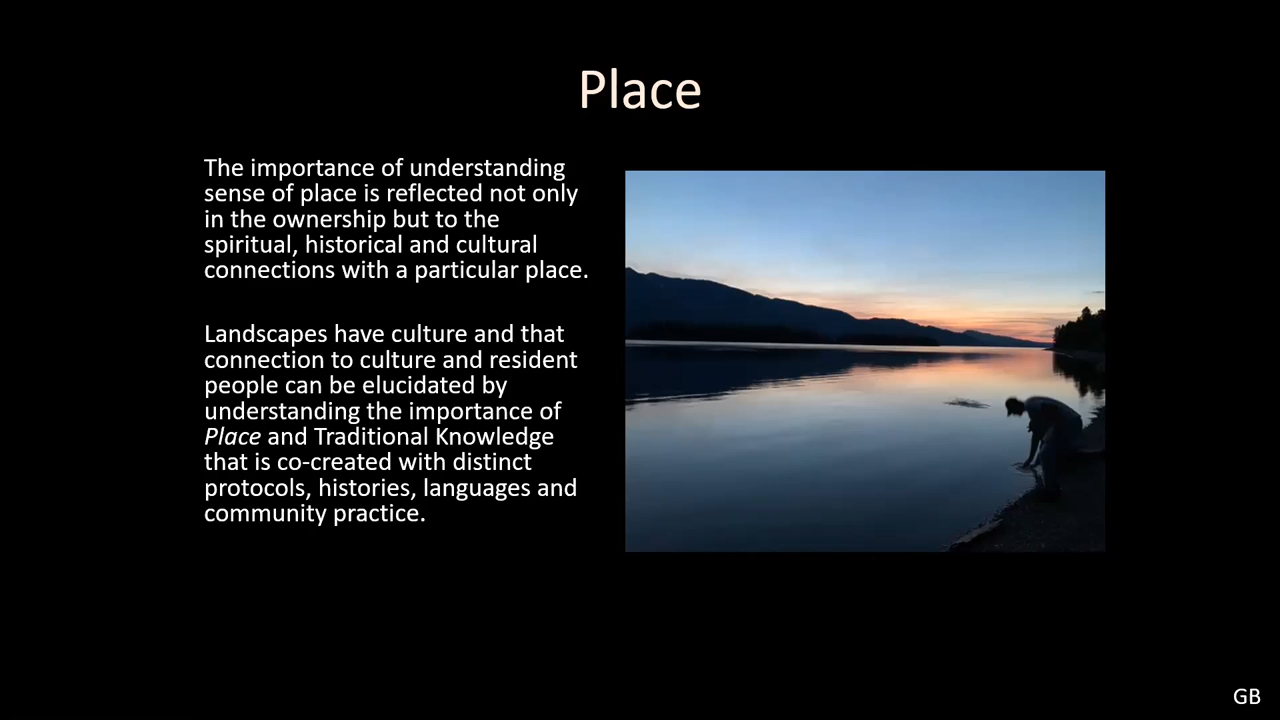 Place
The importance of understanding
sense of place is reflected not only
in the ownership but to the
spiritual, historical and cultural
connections with a particular place.
Landscapes have culture and that
connection to culture and resident
people can be elucidated by
understanding the importance of
Place and Traditional Knowledge
that is co-created with distinct
protocols, histories, languages and
community practice.
GB